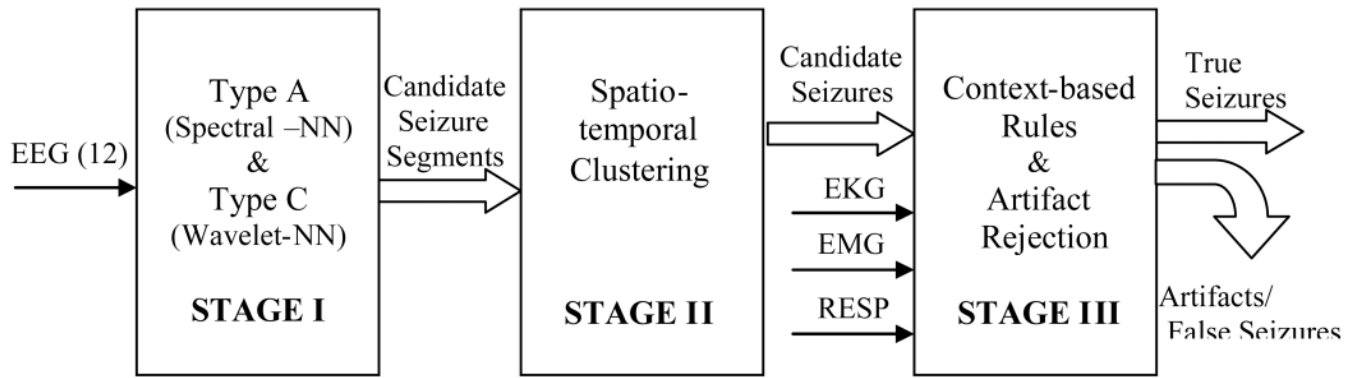 EEG (12)
Type A
(Spectral –NN)
&
Type C
(Wavelet-NN)
STAGE I
Candidate
Seizure
Segments
Spatio-
temporal
Clustering
STAGE II
Candidate
Seizures
EKG
EMG
RESP
Context-based
Rules
&
Artifact
Rejection
STAGE III
True
Seizures
Artifacts/
False Seizures